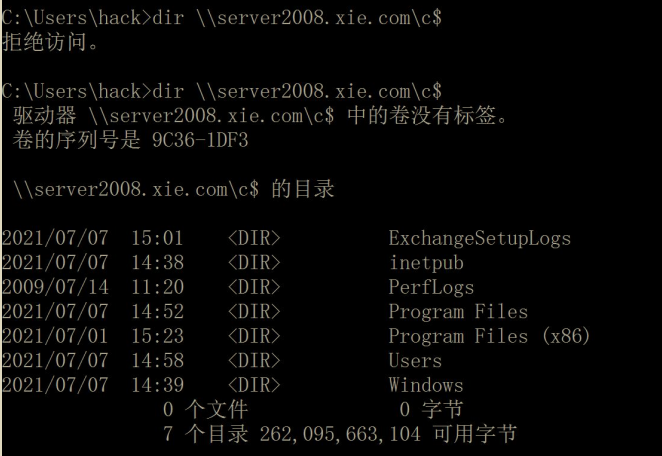 C:\Users\hack>dir \\server2008.xie.com\c$
拒绝访问。
C:\Users\hack>dir \\server2008.xie.com\c$
驱动器 \\server2008.xie.com\c$ 中的卷没有标签。
卷的序列号是 9C36-1DF3
\\server2008.xie.com\c$ 的目录
2021/07/07  15:01    <DIR>          ExchangeSetupLogs
2021/07/07  14:38    <DIR>          inetpub
2009/07/14  11:20    <DIR>          PerfLogs
2021/07/07  14:52    <DIR>          Program Files
2021/07/01  15:23    <DIR>          Program Files (x86)
2021/07/07  14:58    <DIR>          Users
2021/07/07  14:39    <DIR>          Windows
0 个文件              0 字节
7 个目录 262,095,663,104 可用字节